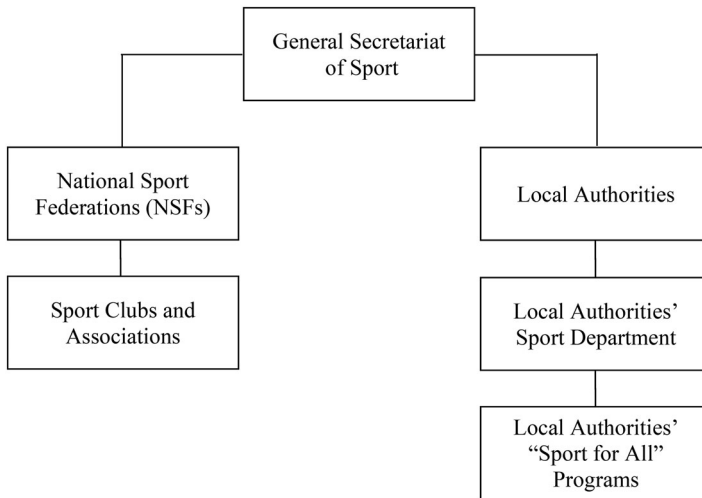 General Secretariat
of Sport
National Sport
Federations (NSFs)
Local Authorities
Sport Clubs and
Associations
Local Authorities’
Sport Department
Local Authorities’
“Sport for All”
Programs